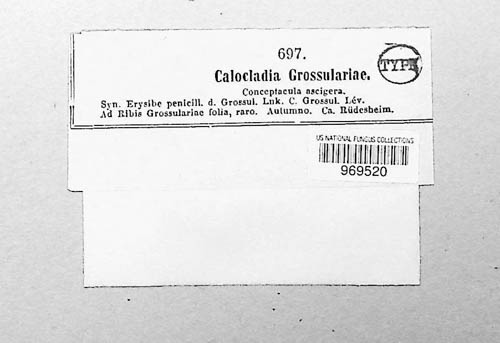 697.
TYPE
Calocladia Grossulariae.
Conceptacula ascigera.
Syn. Erysibe penicill. d. Grossul. Lnk. C. Grossul. Lév.
Ad Ribis Grossulariae folia, raro. Autumno. Ca. Rüdesheim.
US NATIONAL FUNGUS COLLECTIONS
969520